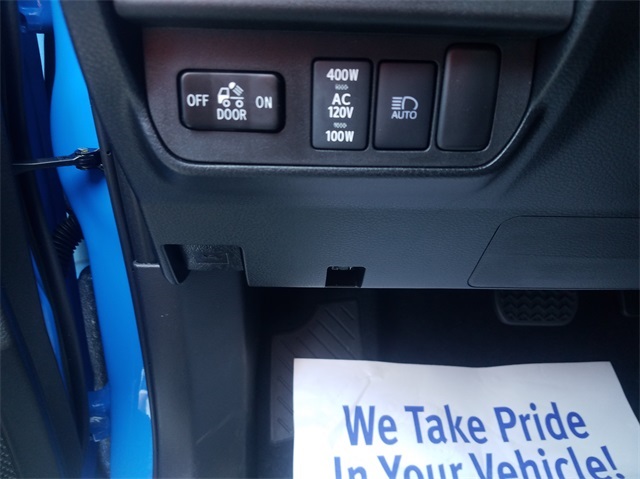 OFF ON
DOOR
400W
AC
120V
100W
AUTO
We Take Pride
In Your Vehicle!